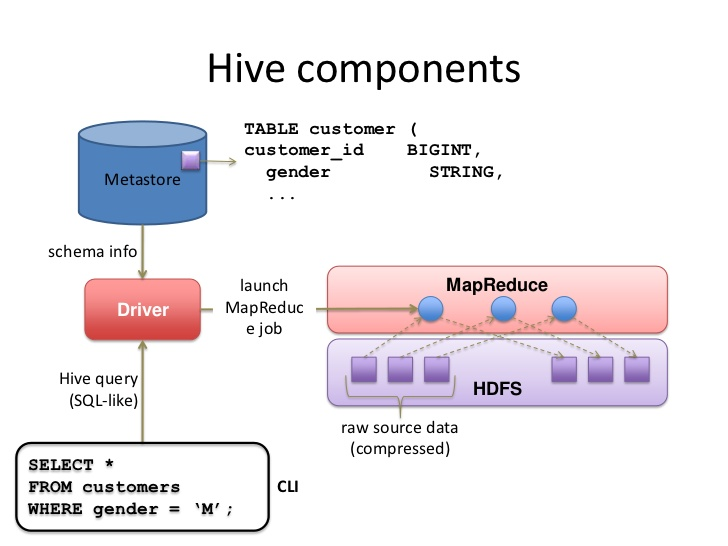 Hive components
TABLE customer (
customer_id BIGINT,
gender STRING,
...
Metastore
schema info
Driver
launch
MapReduc
e job
MapReduce
HDFS
Hive query
(SQL-like)
raw source data
(compressed)
SELECT *
FROM customers
WHERE gender = ‘M’;
CLI